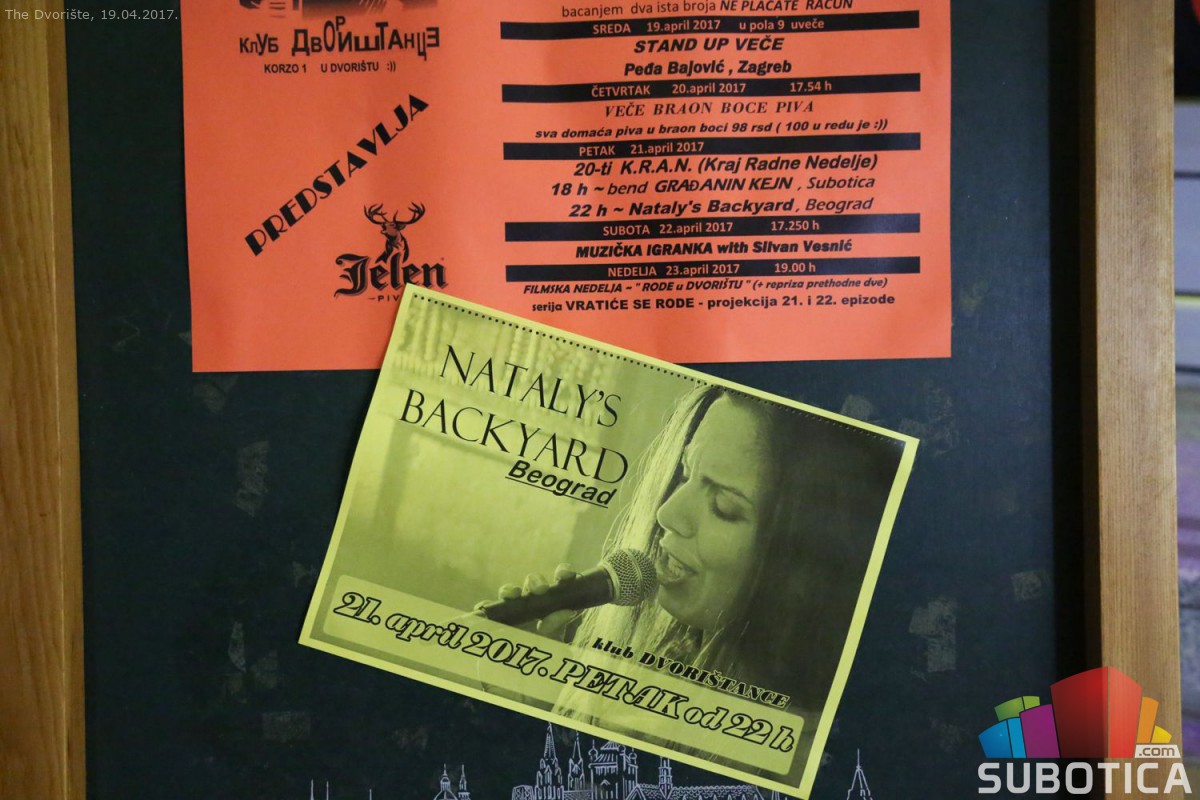 The Dvorište, 19.04.2017.
КлУБ ДвОРиШТАнцЕ
KORZO 1 U DVORIŠTU :))
PREDSTAVLJA
Jelen
PIVO
bacanjem dva ista broja NE PLAĆATE RAČUN
SREDA 19.april 2017 u pola 9 uveče
STAND UP VEČE
Peđa Bajović , Zagreb
ČETVRTAK 20.april 2017 17.54 h
VEČE BRAON BOCE PIVA
sva domaća piva u braon boci 98 rsd ( 100 u redu je :))
PETAK 21.april 2017
20-ti K.R.A.N. (Kraj Radne Nedelje)
18 h ~ bend GRAĐANIN KEJN , Subotica
22 h ~ Nataly's Backyard , Beograd
SUBOTA 22.april 2017 17.250 h
MUZIČKA IGRANKA with Silvan Vesnić
NEDELJA 23.april 2017 19.00 h
FILMSKA NEDELJA ~ " RODE u DVORIŠTU " (+ repriza prethodne dve)
serija VRATIĆE SE RODE - projekcija 21. i 22. epizode
NATALY'S
BACKYARD
Beograd
klub DVORIŠTANCE
21. april 2017. PETAK od 22 h
.com
SUBOTICA